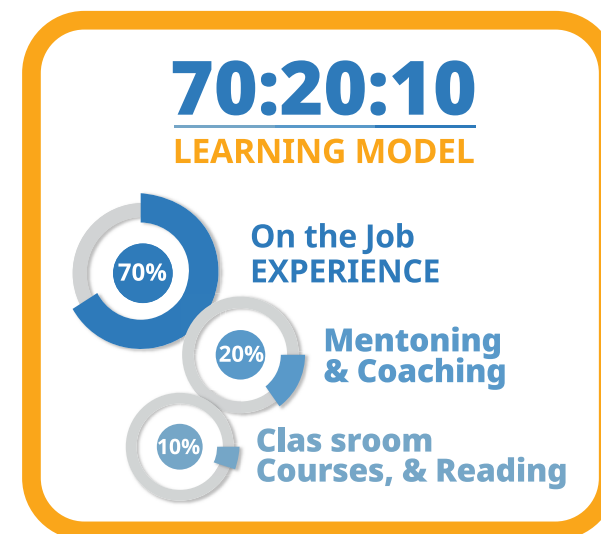 70:20:10
LEARNING MODEL
70%
On the Job
EXPERIENCE
20%
Mentoning
& Coaching
10%
Clas sroom
Courses, & Reading